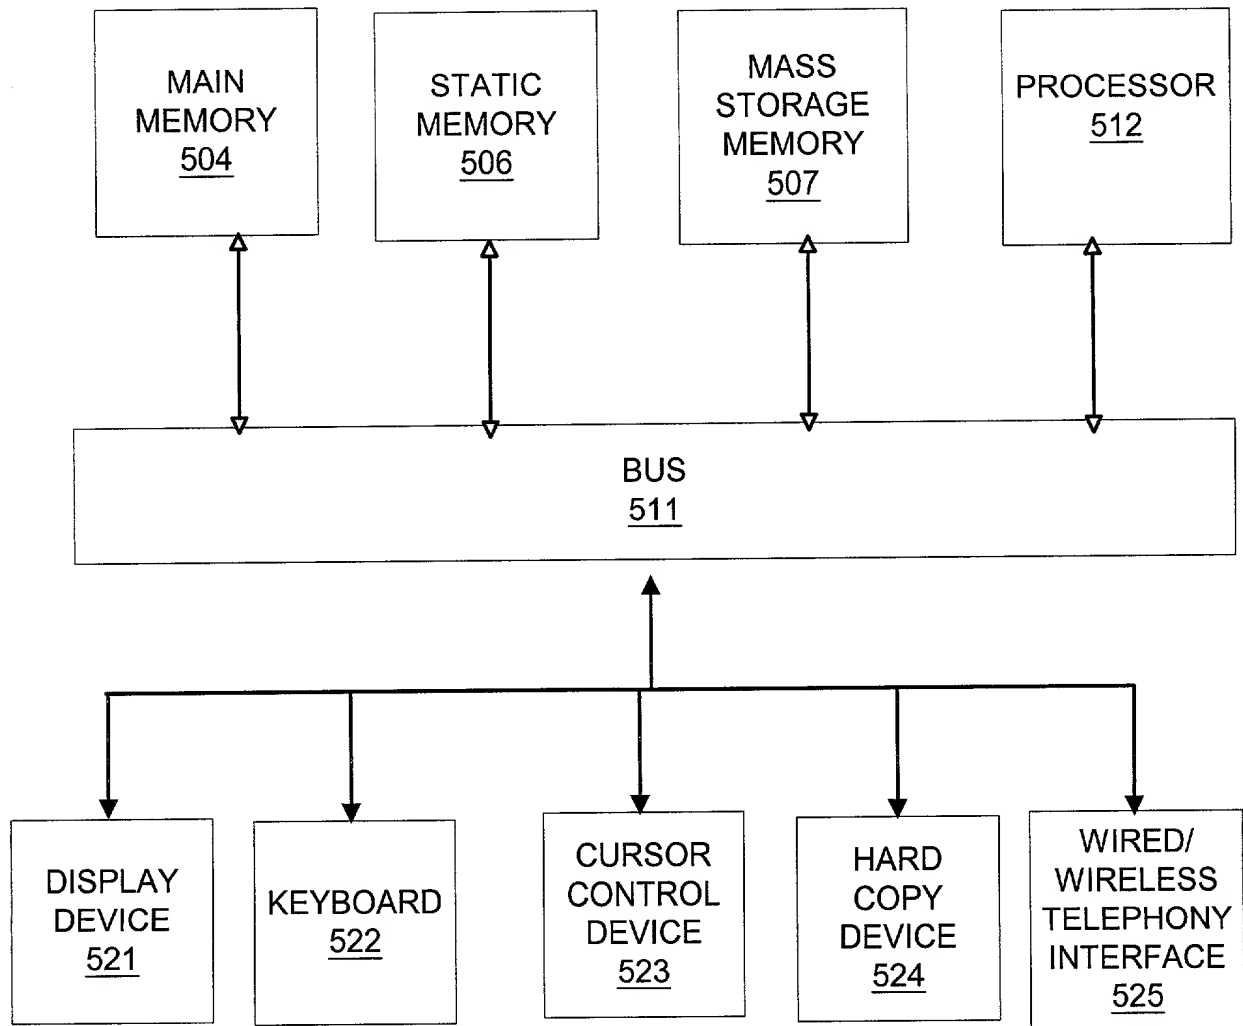 MAIN
MEMORY
504
STATIC
MEMORY
506
MASS
STORAGE
MEMORY
507
PROCESSOR
512
BUS
511
DISPLAY
DEVICE
521
KEYBOARD
522
CURSOR
CONTROL
DEVICE
523
HARD
COPY
DEVICE
524
WIRED/
WIRELESS
TELEPHONY
INTERFACE
525